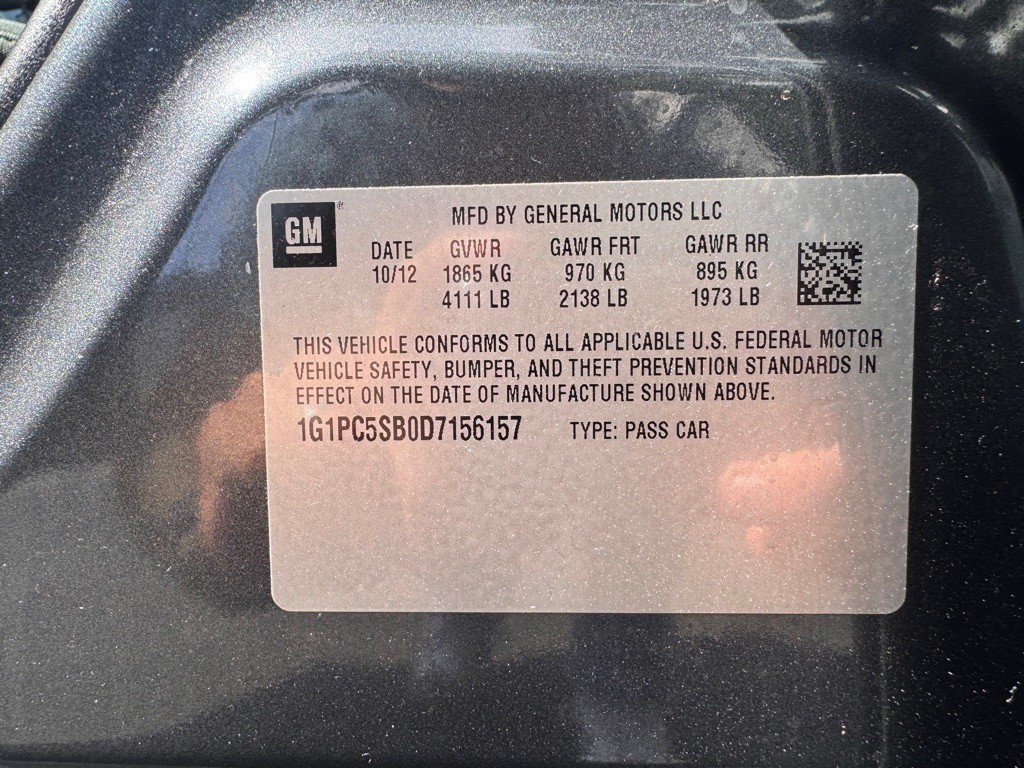 GM
MFD BY GENERAL MOTORS LLC
DATE GVWR GAWR FRT GAWR RR
10/12 1865 KG 970 KG 895 KG
4111 LB 2138 LB 1973 LB
THIS VEHICLE CONFORMS TO ALL APPLICABLE U.S. FEDERAL MOTOR
VEHICLE SAFETY, BUMPER, AND THEFT PREVENTION STANDARDS IN
EFFECT ON THE DATE OF MANUFACTURE SHOWN ABOVE.
1G1PC5SB0D7156157 TYPE: PASS CAR